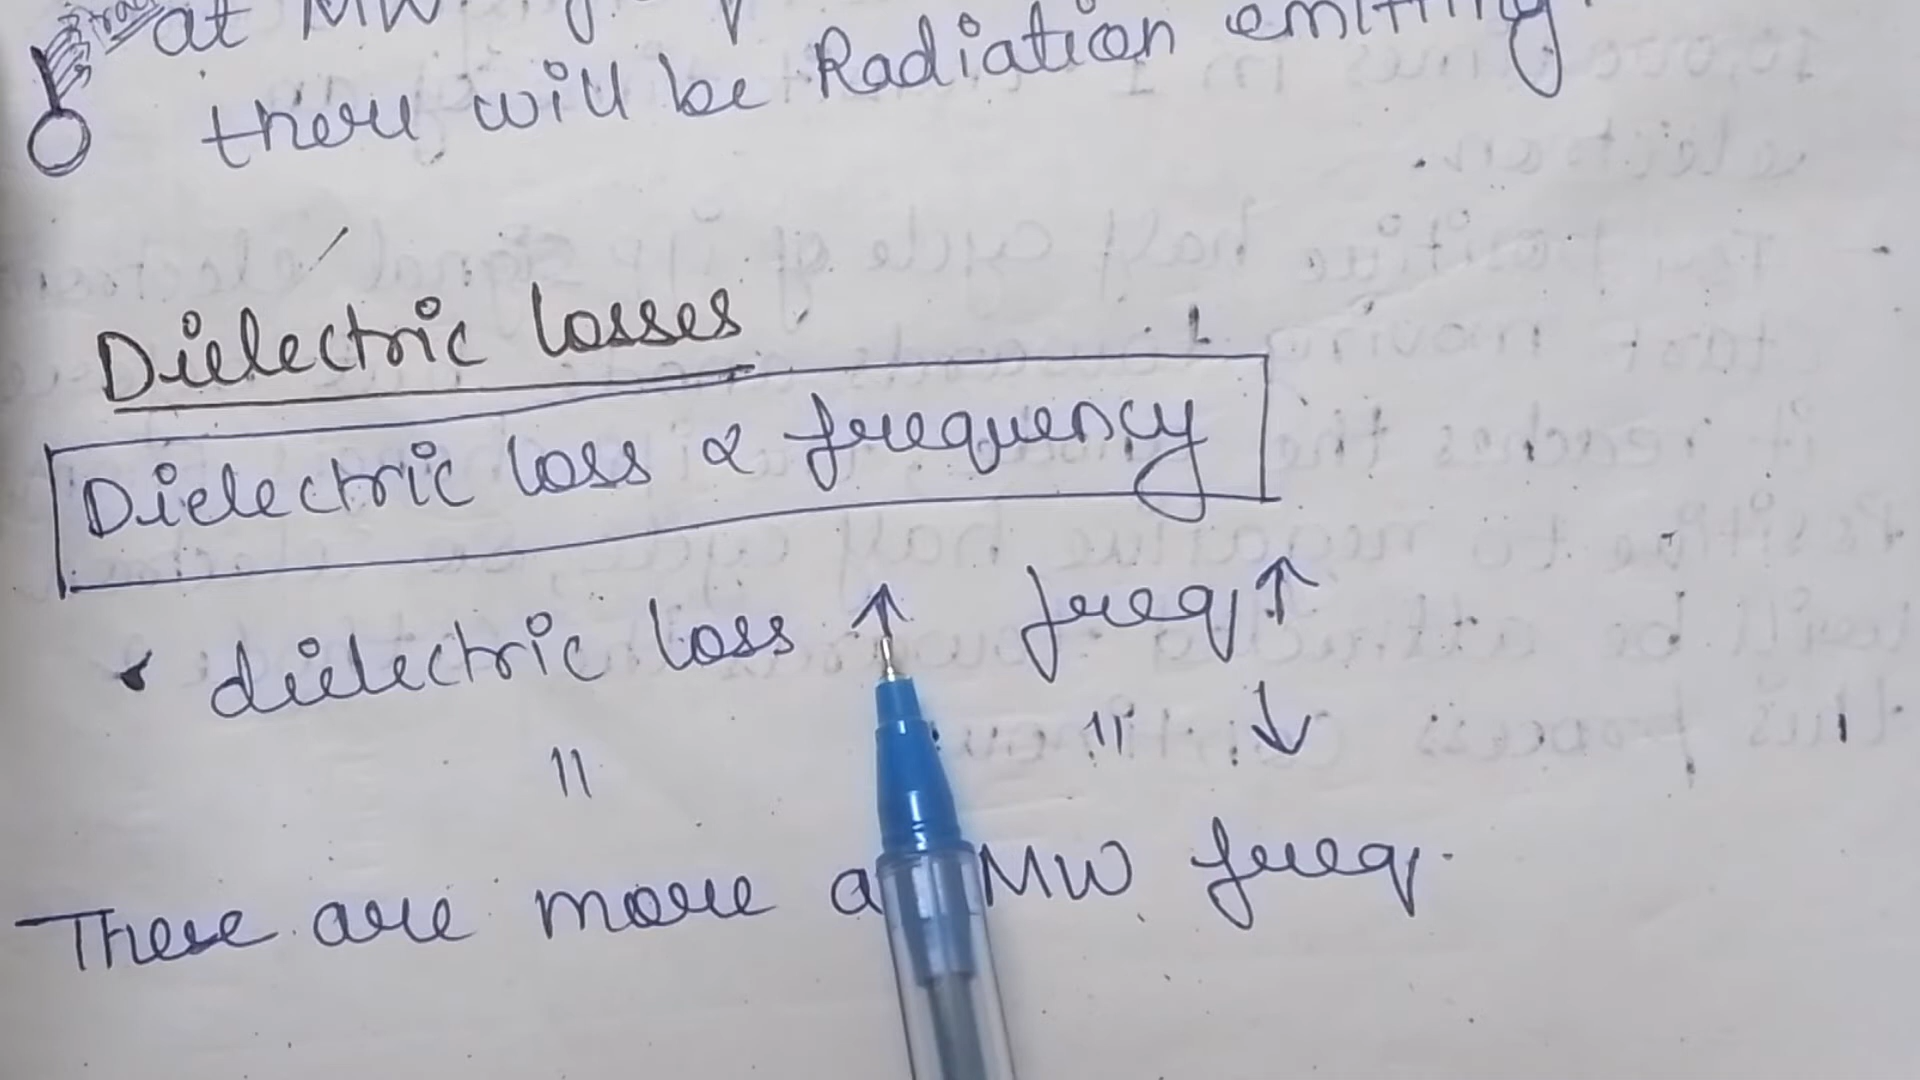 at MW
there will be Radiation emitting.
Dielectric losses
Dielectric loss ∝ frequency
• dielectric loss ↑ freq ↑
〃 〃 ↓
These are more a MW freq.